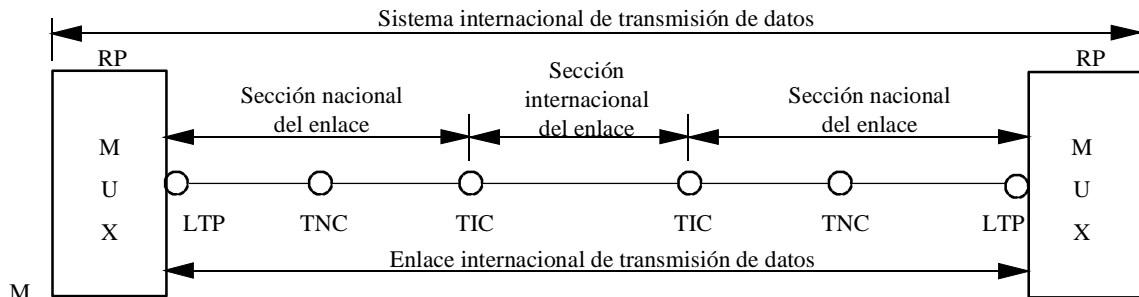 Sistema internacional de transmisión de datos
RP
RP
Sección nacional
del enlace
Sección
internacional
del enlace
Sección nacional
del enlace
M
U
X
M
U
X
LTP
TNC
TIC
TIC
TNC
LTP
Enlace internacional de transmisión de datos
M